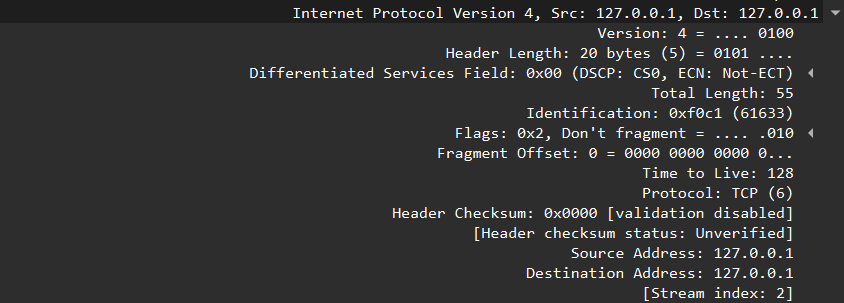 Internet Protocol Version 4, Src: 127.0.0.1, Dst: 127.0.0.1
Version: 4 = .... 0100
Header Length: 20 bytes (5) = 0101 ....
Differentiated Services Field: 0x00 (DSCP: CS0, ECN: Not-ECT)
Total Length: 55
Identification: 0xf0c1 (61633)
Flags: 0x2, Don't fragment = .... .010
Fragment Offset: 0 = 0000 0000 0000 0...
Time to Live: 128
Protocol: TCP (6)
Header Checksum: 0x0000 [validation disabled]
[Header checksum status: Unverified]
Source Address: 127.0.0.1
Destination Address: 127.0.0.1
[Stream index: 2]